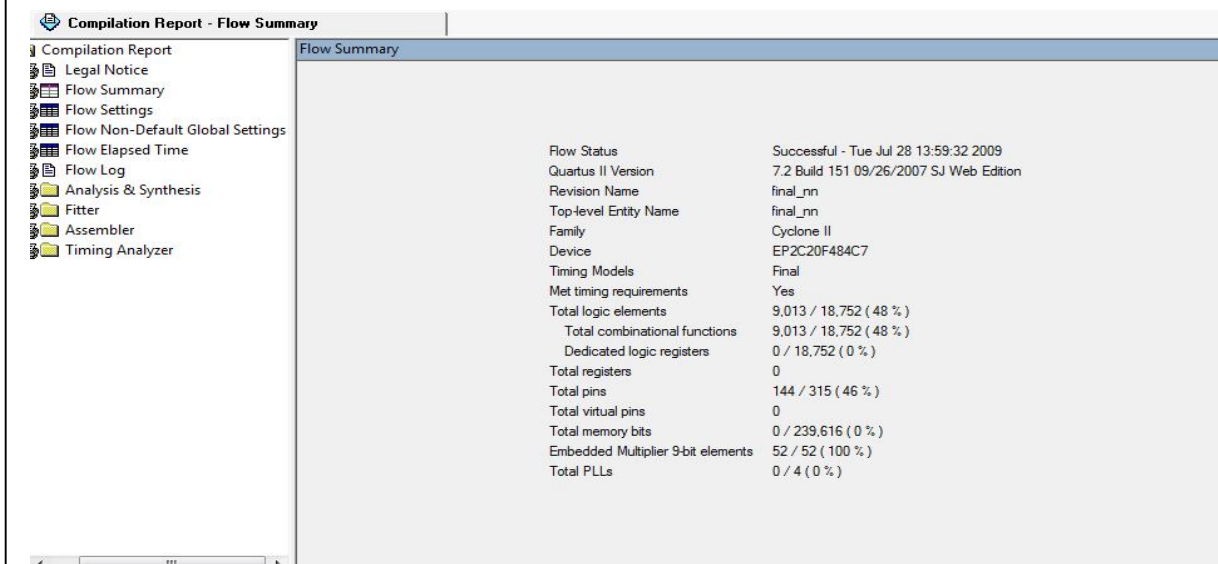 Compilation Report - Flow Summary
Compilation Report
Legal Notice
Flow Summary
Flow Settings
Flow Non-Default Global Settings
Flow Elapsed Time
Flow Log
Analysis & Synthesis
Fitter
Assembler
Timing Analyzer
Flow Summary
Flow Status Successful - Tue Jul 28 13:59:32 2009
Quartus II Version 7.2 Build 151 09/26/2007 SJ Web Edition
Revision Name final_nn
Top-level Entity Name final_nn
Family Cyclone II
Device EP2C20F484C7
Timing Models Final
Met timing requirements Yes
Total logic elements 9,013 / 18,752 ( 48 % )
Total combinational functions 9,013 / 18,752 ( 48 % )
Dedicated logic registers 0 / 18,752 ( 0 % )
Total registers 0
Total pins 144 / 315 ( 46 % )
Total virtual pins 0
Total memory bits 0 / 239,616 ( 0 % )
Embedded Multiplier 9-bit elements 52 / 52 ( 100 % )
Total PLLs 0 / 4 ( 0 % )